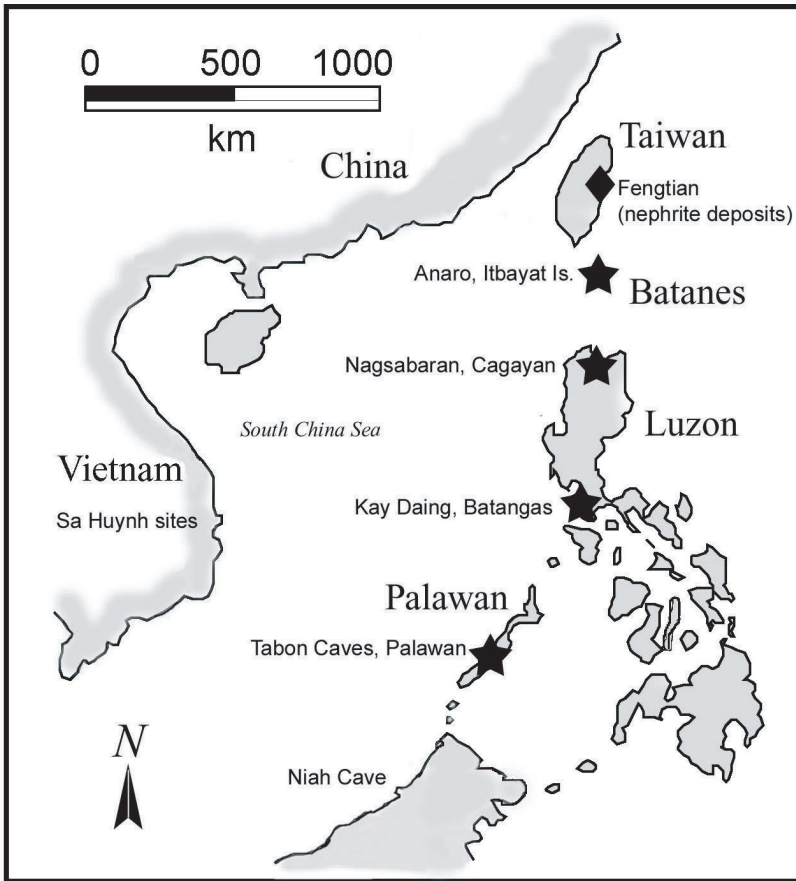 0 500 1000
km
China
Taiwan
Fengtian
(nephrite deposits)
Anaro, Itbayat Is.
Batanes
Nagsabaran, Cagayan
Luzon
South China Sea
Vietnam
Sa Huynh sites
Kay Daing, Batangas
Palawan
Tabon Caves, Palawan
N
Niah Cave